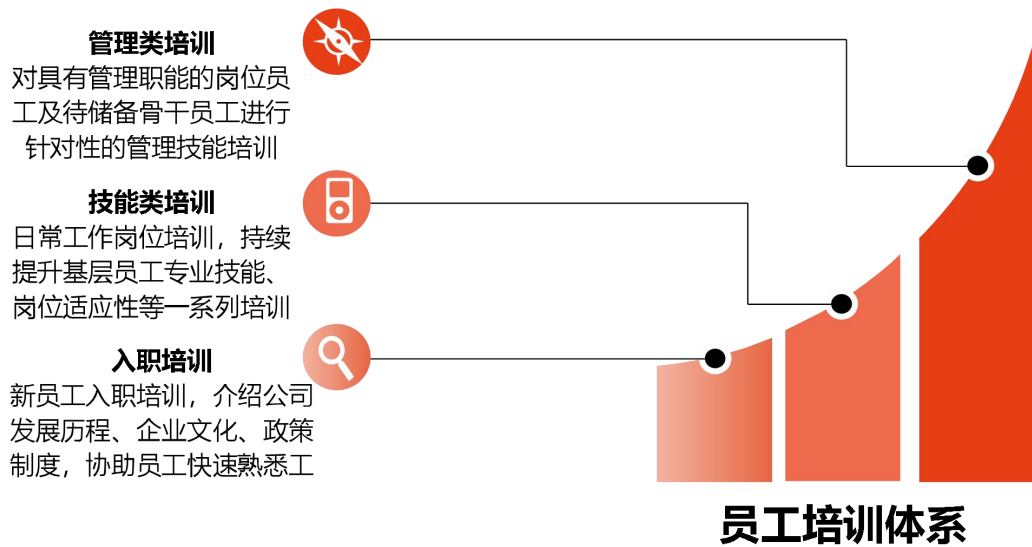 管理类培训
对具有管理职能的岗位员
工及待储备骨干员工进行
针对性的管理技能培训
技能类培训
日常工作岗位培训，持续
提升基层员工专业技能、
岗位适应性等一系列培训
入职培训
新员工入职培训，介绍公司
发展历程、企业文化、政策
制度，协助员工快速熟悉工
员工培训体系